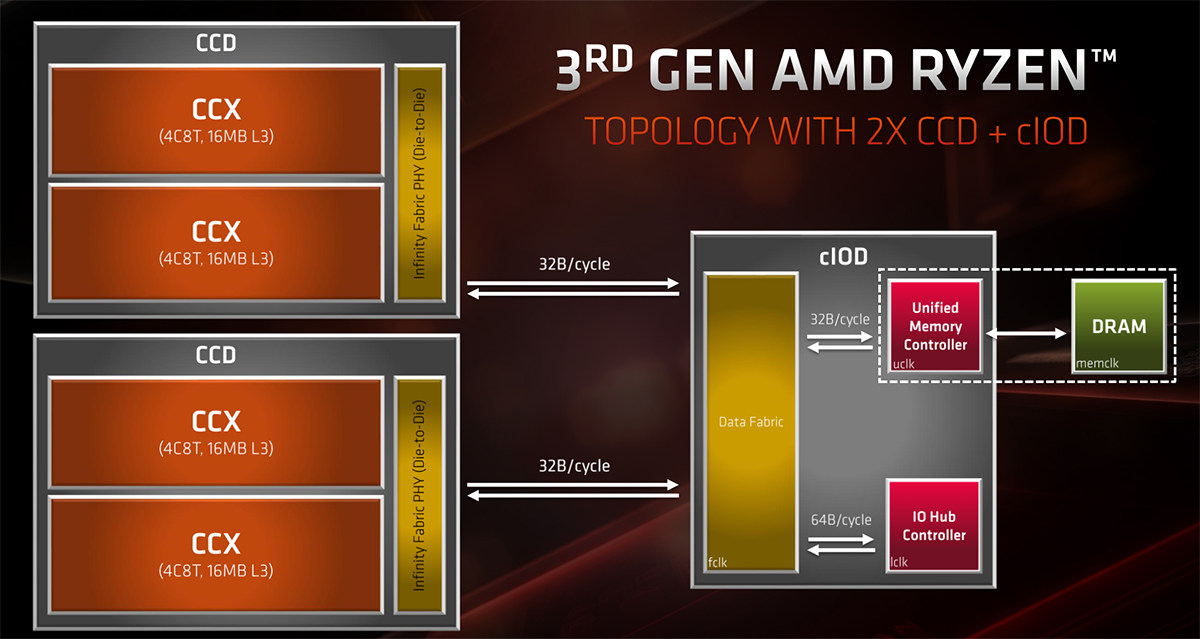 3RD GEN AMD RYZEN™
TOPOLOGY WITH 2X CCD + cIOD
CCD
CCX
(4C8T, 16MB L3)
CCX
(4C8T, 16MB L3)
Infinity Fabric PHY (Die-to-Die)
32B/cycle
CCD
CCX
(4C8T, 16MB L3)
CCX
(4C8T, 16MB L3)
Infinity Fabric PHY (Die-to-Die)
32B/cycle
cIOD
Data Fabric
fclk
32B/cycle
Unified
Memory
Controller
uclk
DRAM
memclk
64B/cycle
IO Hub
Controller
lclk